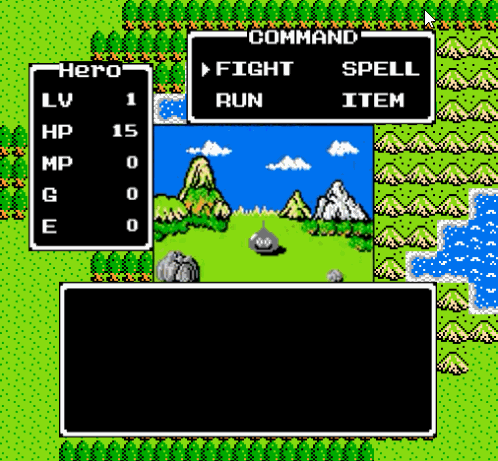 COMMAND
FIGHT SPELL
RUN ITEM
Hero
LV 1
HP 15
MP 0
G 0
E 0